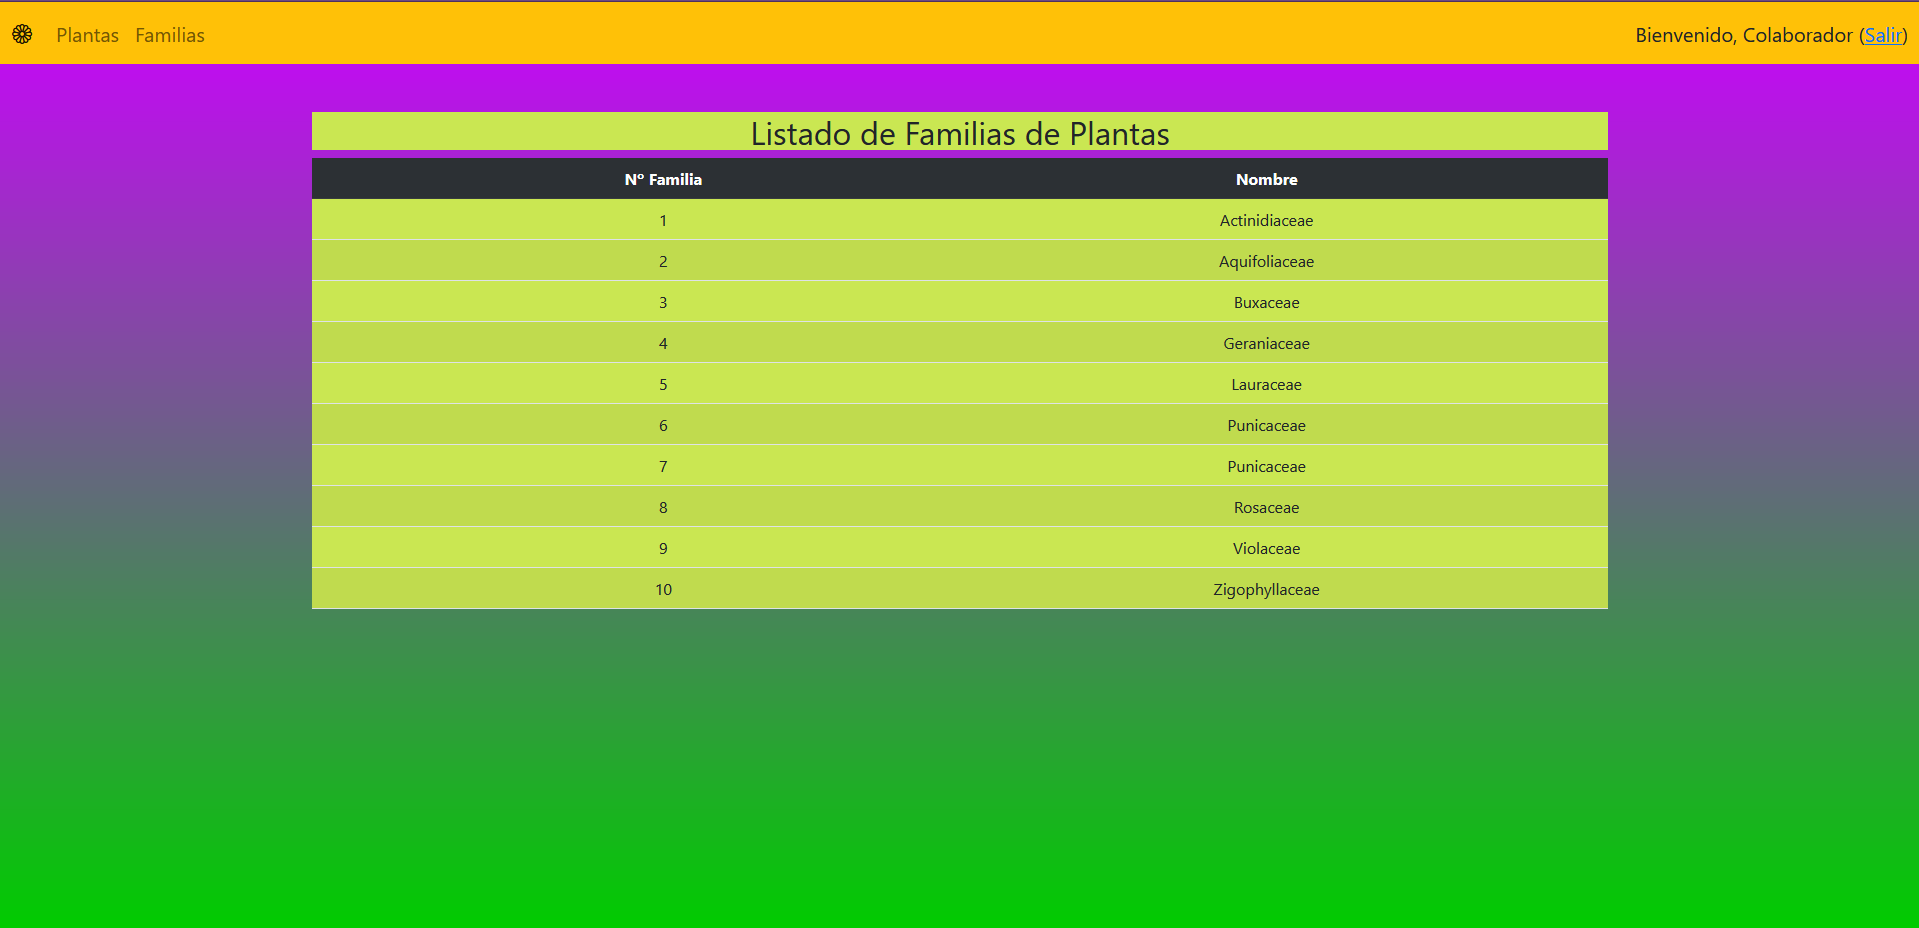 Plantas Familias Bienvenido, Colaborador (Salir)
Listado de Familias de Plantas
Nº Familia Nombre
1 Actinidiaceae
2 Aquifoliaceae
3 Buxaceae
4 Geraniaceae
5 Lauraceae
6 Punicaceae
7 Punicaceae
8 Rosaceae
9 Violaceae
10 Zigophyllaceae